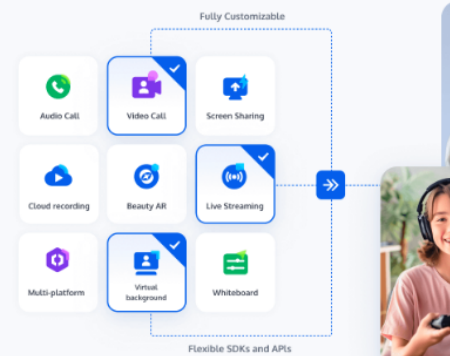 Fully Customizable
Audio Call
Video Call
Screen Sharing
Cloud recording
Beauty AR
Live Streaming
Multi-platform
Virtual
background
Whiteboard
Flexible SDKs and APIs